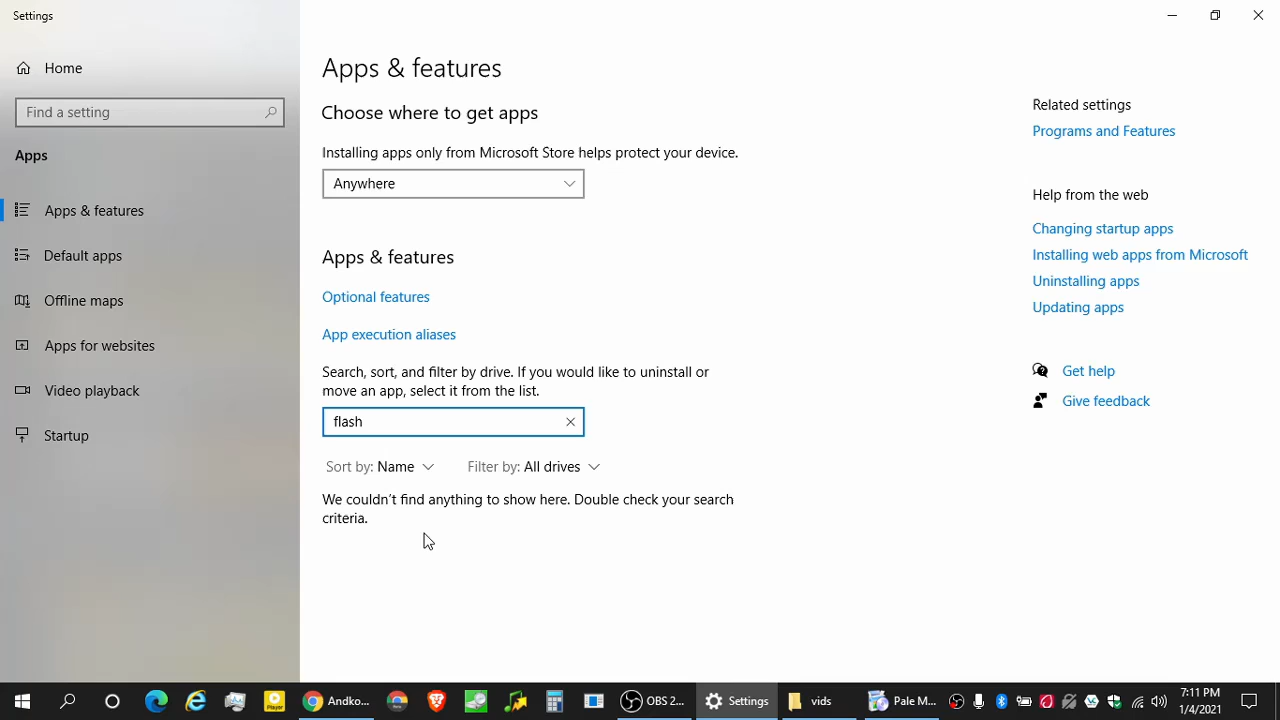 Settings
Home
Find a setting
Apps
Apps & features
Default apps
Offline maps
Apps for websites
Video playback
Startup
Apps & features
Choose where to get apps
Installing apps only from Microsoft Store helps protect your device.
Anywhere
Apps & features
Optional features
App execution aliases
Search, sort, and filter by drive. If you would like to uninstall or
move an app, select it from the list.
flash
Sort by: Name
Filter by: All drives
We couldn't find anything to show here. Double check your search
criteria.
Related settings
Programs and Features
Help from the web
Changing startup apps
Installing web apps from Microsoft
Uninstalling apps
Updating apps
Get help
Give feedback
Player
Andko...
OBS 2...
Settings
vids
Pale M...
7:11 PM
1/4/2021